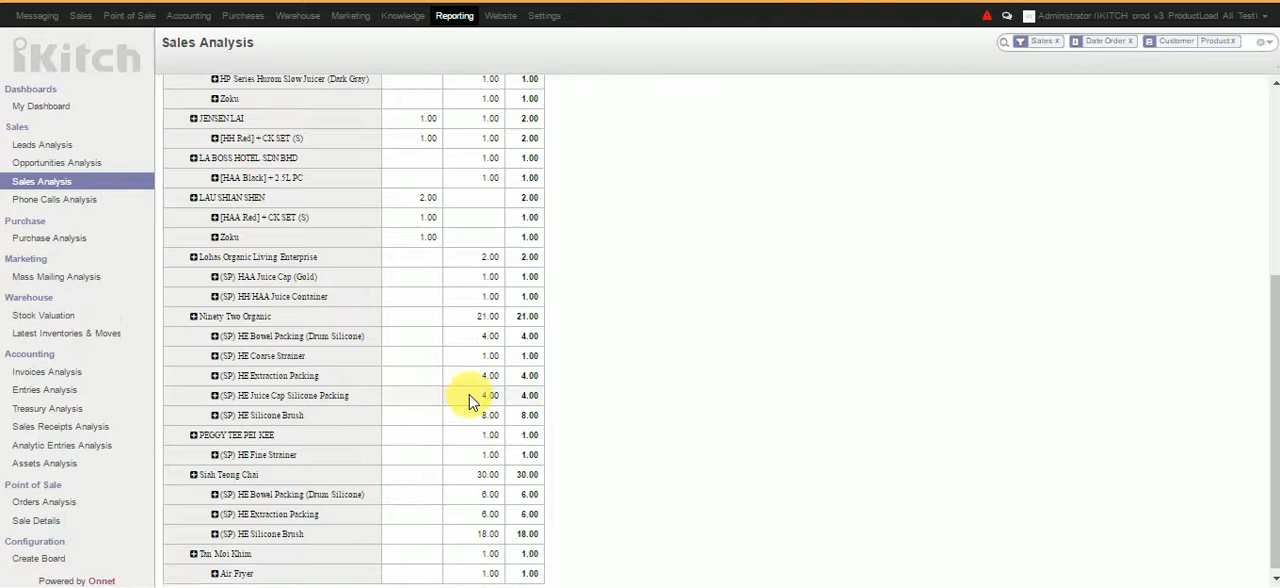 Messaging Sales Point of Sale Accounting Purchases Warehouse Marketing Knowledge Reporting Website Settings Administrator (iKITCH_prod_v3_ProductLoad_All_Test)
iKitch
Sales Analysis
Sales x Date Order x Customer Product x
Dashboards
My Dashboard
Sales
Leads Analysis
Opportunities Analysis
Sales Analysis
Phone Calls Analysis
Purchase
Purchase Analysis
Marketing
Mass Mailing Analysis
Warehouse
Stock Valuation
Latest Inventories & Moves
Accounting
Invoices Analysis
Entries Analysis
Treasury Analysis
Sales Receipts Analysis
Analytic Entries Analysis
Assets Analysis
Point of Sale
Orders Analysis
Sale Details
Configuration
Create Board
Powered by Onnet
HP Series Hurom Slow Juicer (Dark Gray) 1.00 1.00
Zoku 1.00 1.00
JENSEN LAI 1.00 1.00 2.00
[HH Red] + CK SET (S) 1.00 1.00 2.00
LA BOSS HOTEL SDN BHD 1.00 1.00
[HAA Black] + 2.5L PC 1.00 1.00
LAU SHIAN SHEN 2.00 2.00
[HAA Red] + CK SET (S) 1.00 1.00
Zoku 1.00 1.00
Lohas Organic Living Enterprise 2.00 2.00
(SP) HAA Juice Cap (Gold) 1.00 1.00
(SP) HH HAA Juice Container 1.00 1.00
Ninety Two Organic 21.00 21.00
(SP) HE Bowel Packing (Drum Silicone) 4.00 4.00
(SP) HE Coarse Strainer 1.00 1.00
(SP) HE Extraction Packing 4.00 4.00
(SP) HE Juice Cap Silicone Packing 4.00 4.00
(SP) HE Silicone Brush 8.00 8.00
PEGGY TEE PEI KEE 1.00 1.00
(SP) HE Fine Strainer 1.00 1.00
Siah Teong Chai 30.00 30.00
(SP) HE Bowel Packing (Drum Silicone) 6.00 6.00
(SP) HE Extraction Packing 6.00 6.00
(SP) HE Silicone Brush 18.00 18.00
Tan Moi Khim 1.00 1.00
Air Fryer 1.00 1.00